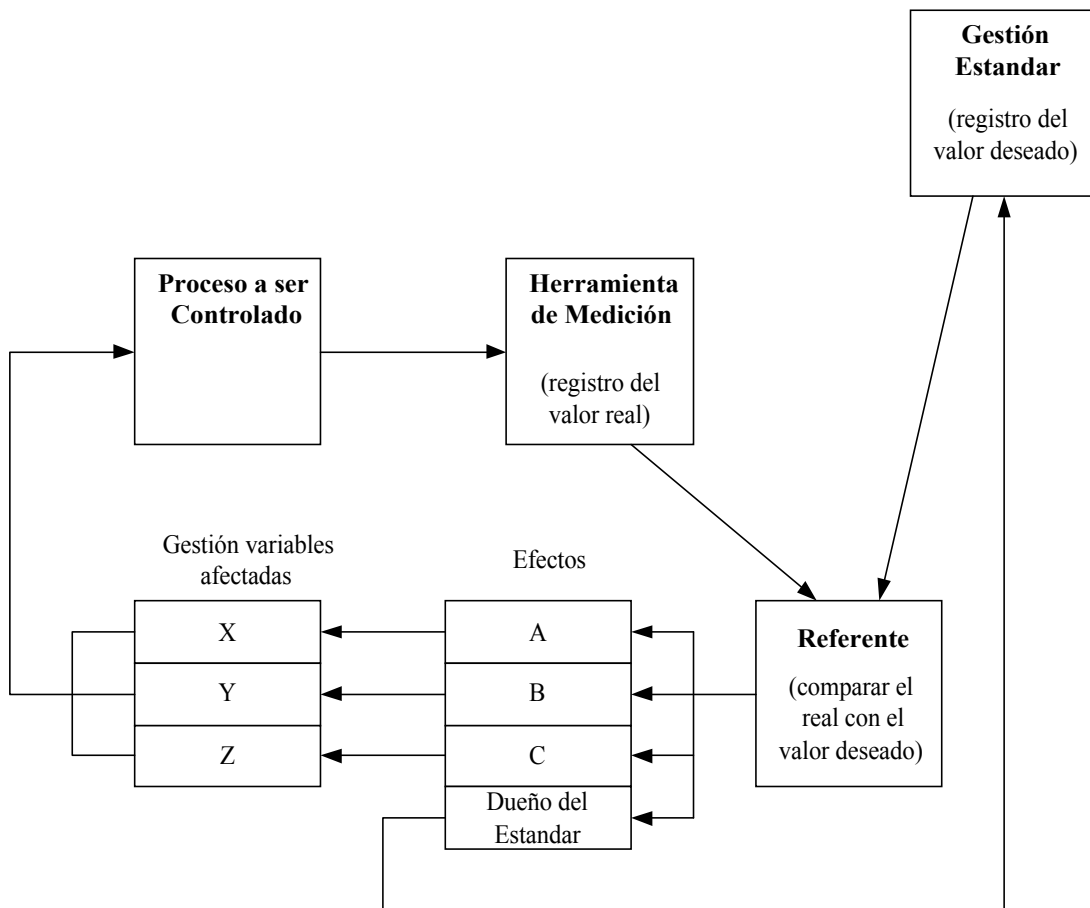 Gestión
Estandar
(registro del
valor deseado)
Proceso a ser
Controlado
Herramienta
de Medición
(registro del
valor real)
Gestión variables
afectadas
Efectos
X
Y
Z
A
B
C
Dueño del
Estandar
Referente
(comparar el
real con el
valor deseado)